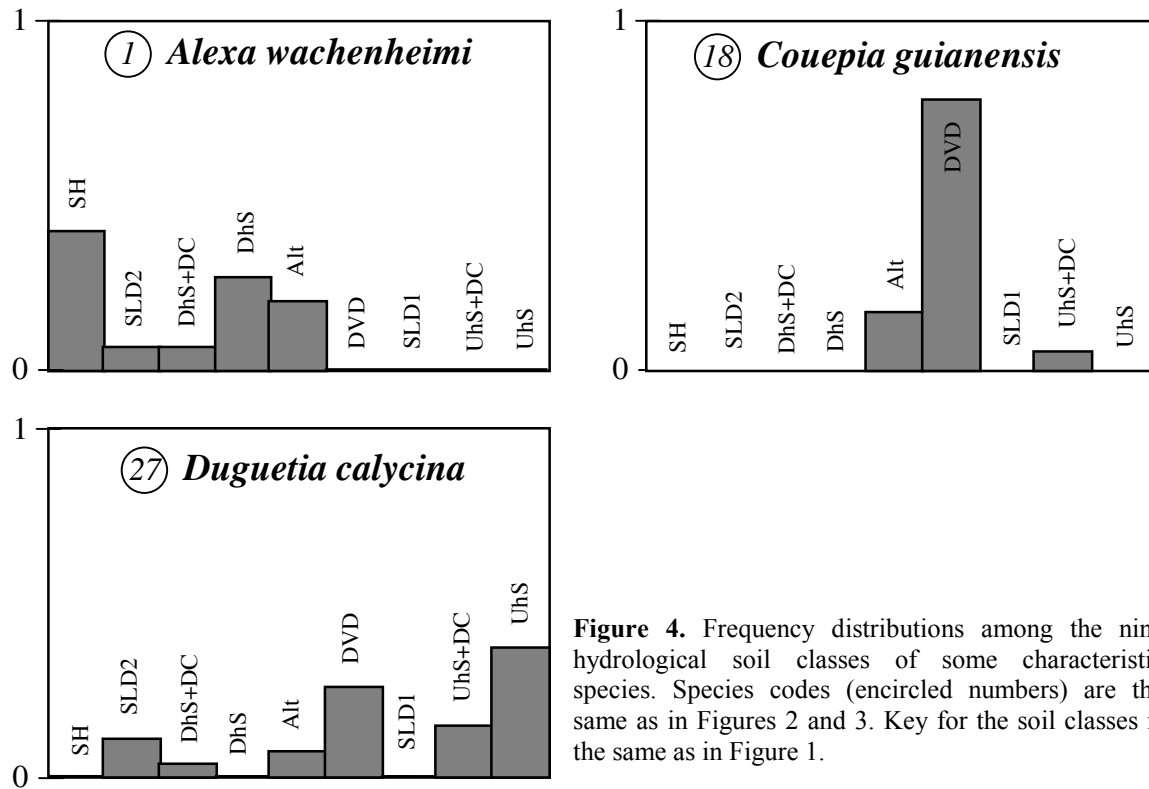 1
① Alexa wachenheimi
SH
SLD2
DhS+DC
DhS
Alt
DVD
SLD1
UhS+DC
UhS
0
1
⑱ Couepia guianensis
SH
SLD2
DhS+DC
DhS
Alt
DVD
SLD1
UhS+DC
UhS
0
1
㉗ Duguetia calycina
SH
SLD2
DhS+DC
DhS
Alt
DVD
SLD1
UhS+DC
UhS
0
Figure 4. Frequency distributions among the nin
hydrological soil classes of some characteristi
species. Species codes (encircled numbers) are th
same as in Figures 2 and 3. Key for the soil classes
the same as in Figure 1.